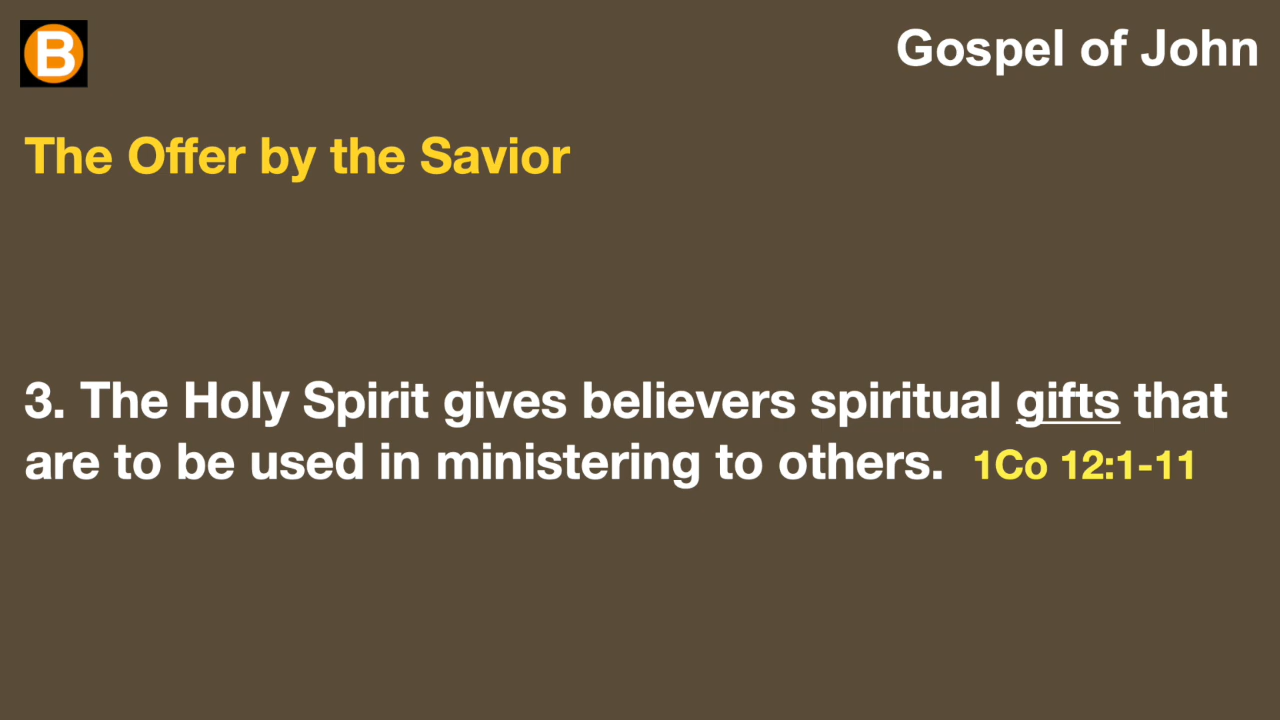 B
Gospel of John
The Offer by the Savior
3. The Holy Spirit gives believers spiritual gifts that
are to be used in ministering to others. 1Co 12:1-11